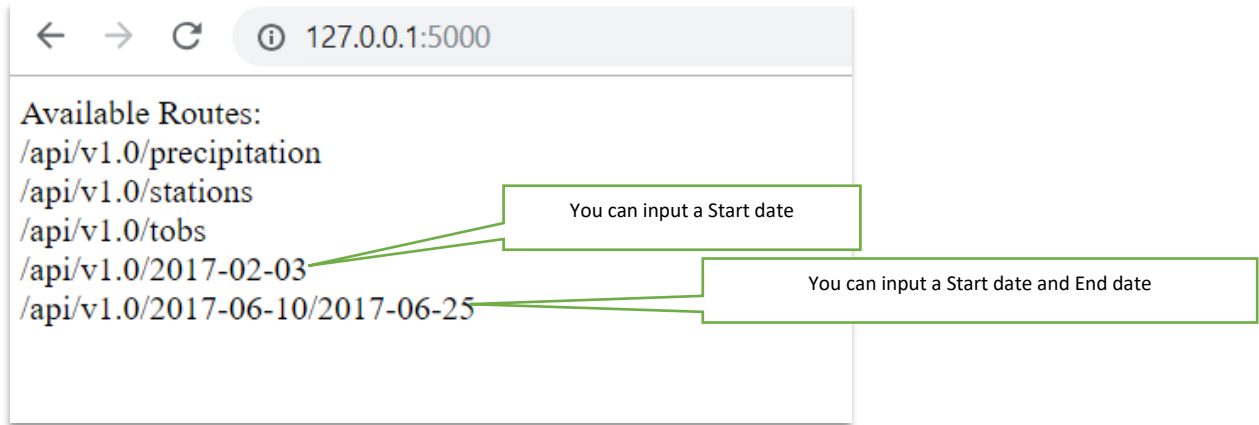 127.0.0.1:5000
Available Routes:
/api/v1.0/precipitation
/api/v1.0/stations
/api/v1.0/tobs
You can input a Start date
/api/v1.0/2017-02-03
You can input a Start date and End date
/api/v1.0/2017-06-10/2017-06-25